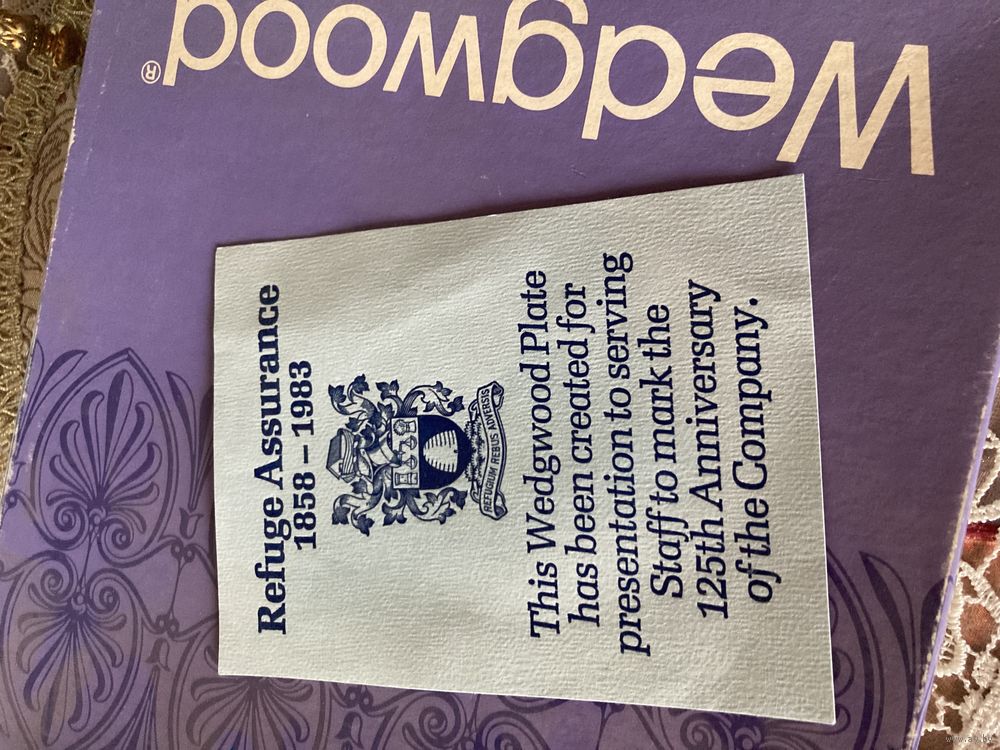 Wedgwood®
Refuge Assurance
1858 – 1983
REFUGIUM REBUS ADVERSIS
This Wedgwood Plate
has been created for
presentation to serving
Staff to mark the
125th Anniversary
of the Company.